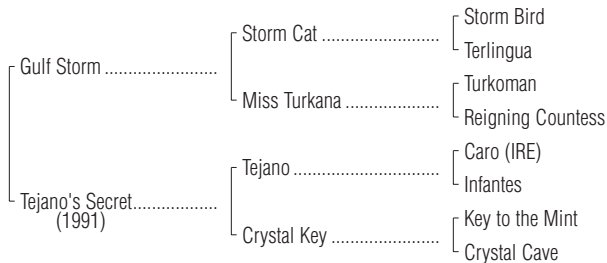 Storm Bird
Storm Cat ......................
Terlingua
Gulf Storm .....................
Turkoman
Miss Turkana ..................
Reigning Countess
Caro (IRE)
Tejano ...........................
Infantes
Tejano's Secret................
(1991)
Key to the Mint
Crystal Key ....................
Crystal Cave